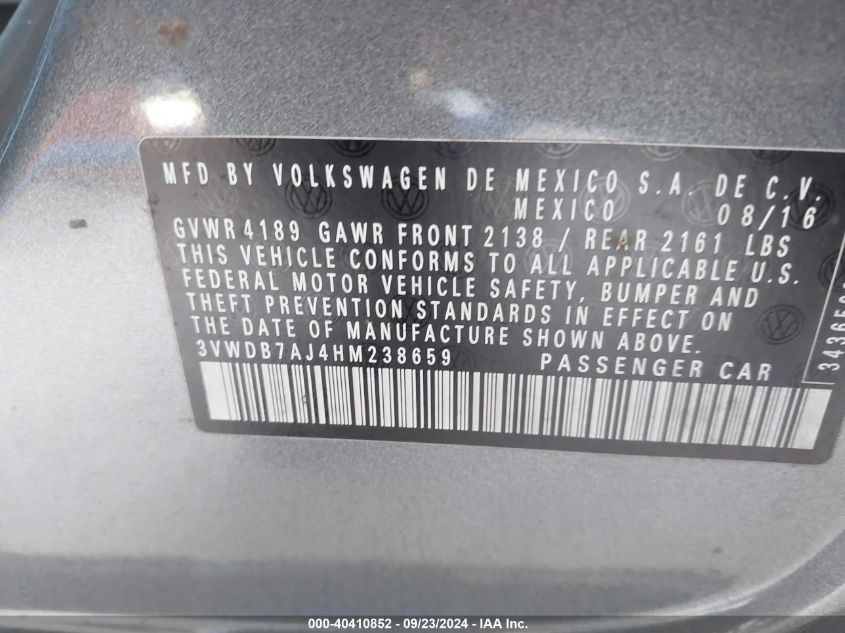 MFD BY VOLKSWAGEN DE MEXICO S.A. DE C.V.
MEXICO 08/16
GVWR 4189 GAWR FRONT 2138 / REAR 2161 LBS
THIS VEHICLE CONFORMS TO ALL APPLICABLE U.S.
FEDERAL MOTOR VEHICLE SAFETY, BUMPER AND
THEFT PREVENTION STANDARDS IN EFFECT ON
THE DATE OF MANUFACTURE SHOWN ABOVE.
3VWDB7AJ4HM238659 PASSENGER CAR
000-40410852 / 09/23/2024 - IAA Inc.